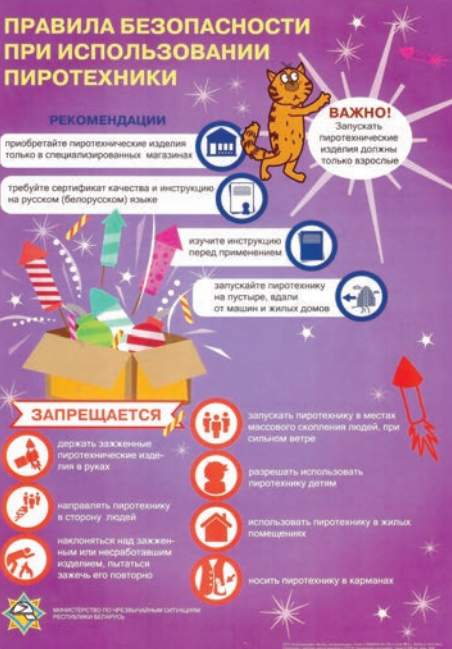 ПРАВИЛА БЕЗОПАСНОСТИ
ПРИ ИСПОЛЬЗОВАНИИ
ПИРОТЕХНИКИ
РЕКОМЕНДАЦИИ
приобретайте пиротехнические изделия
только в специализированных магазинах
ВАЖНО!
Запускать
пиротехнические
изделия должны
только взрослые
требуйте сертификат качества и инструкцию
на русском (белорусском) языке
изучите инструкцию
перед применением
запускайте пиротехнику
на пустыре, вдали
от машин и жилых домов
ЗАПРЕЩАЕТСЯ
держать зажженные
пиротехнические изде-
лия в руках
направлять пиротехнику
в сторону людей
наклоняться над зажжен-
ным или несработавшим
изделием, пытаться
зажечь его повторно
запускать пиротехнику в местах
массового скопления людей, при
сильном ветре
разрешать использовать
пиротехнику детям
использовать пиротехнику в жилых
помещениях
носить пиротехнику в карманах
МИНИСТЕРСТВО ПО ЧРЕЗВЫЧАЙНЫМ СИТУАЦИЯМ
РЕСПУБЛИКИ БЕЛАРУСЬ